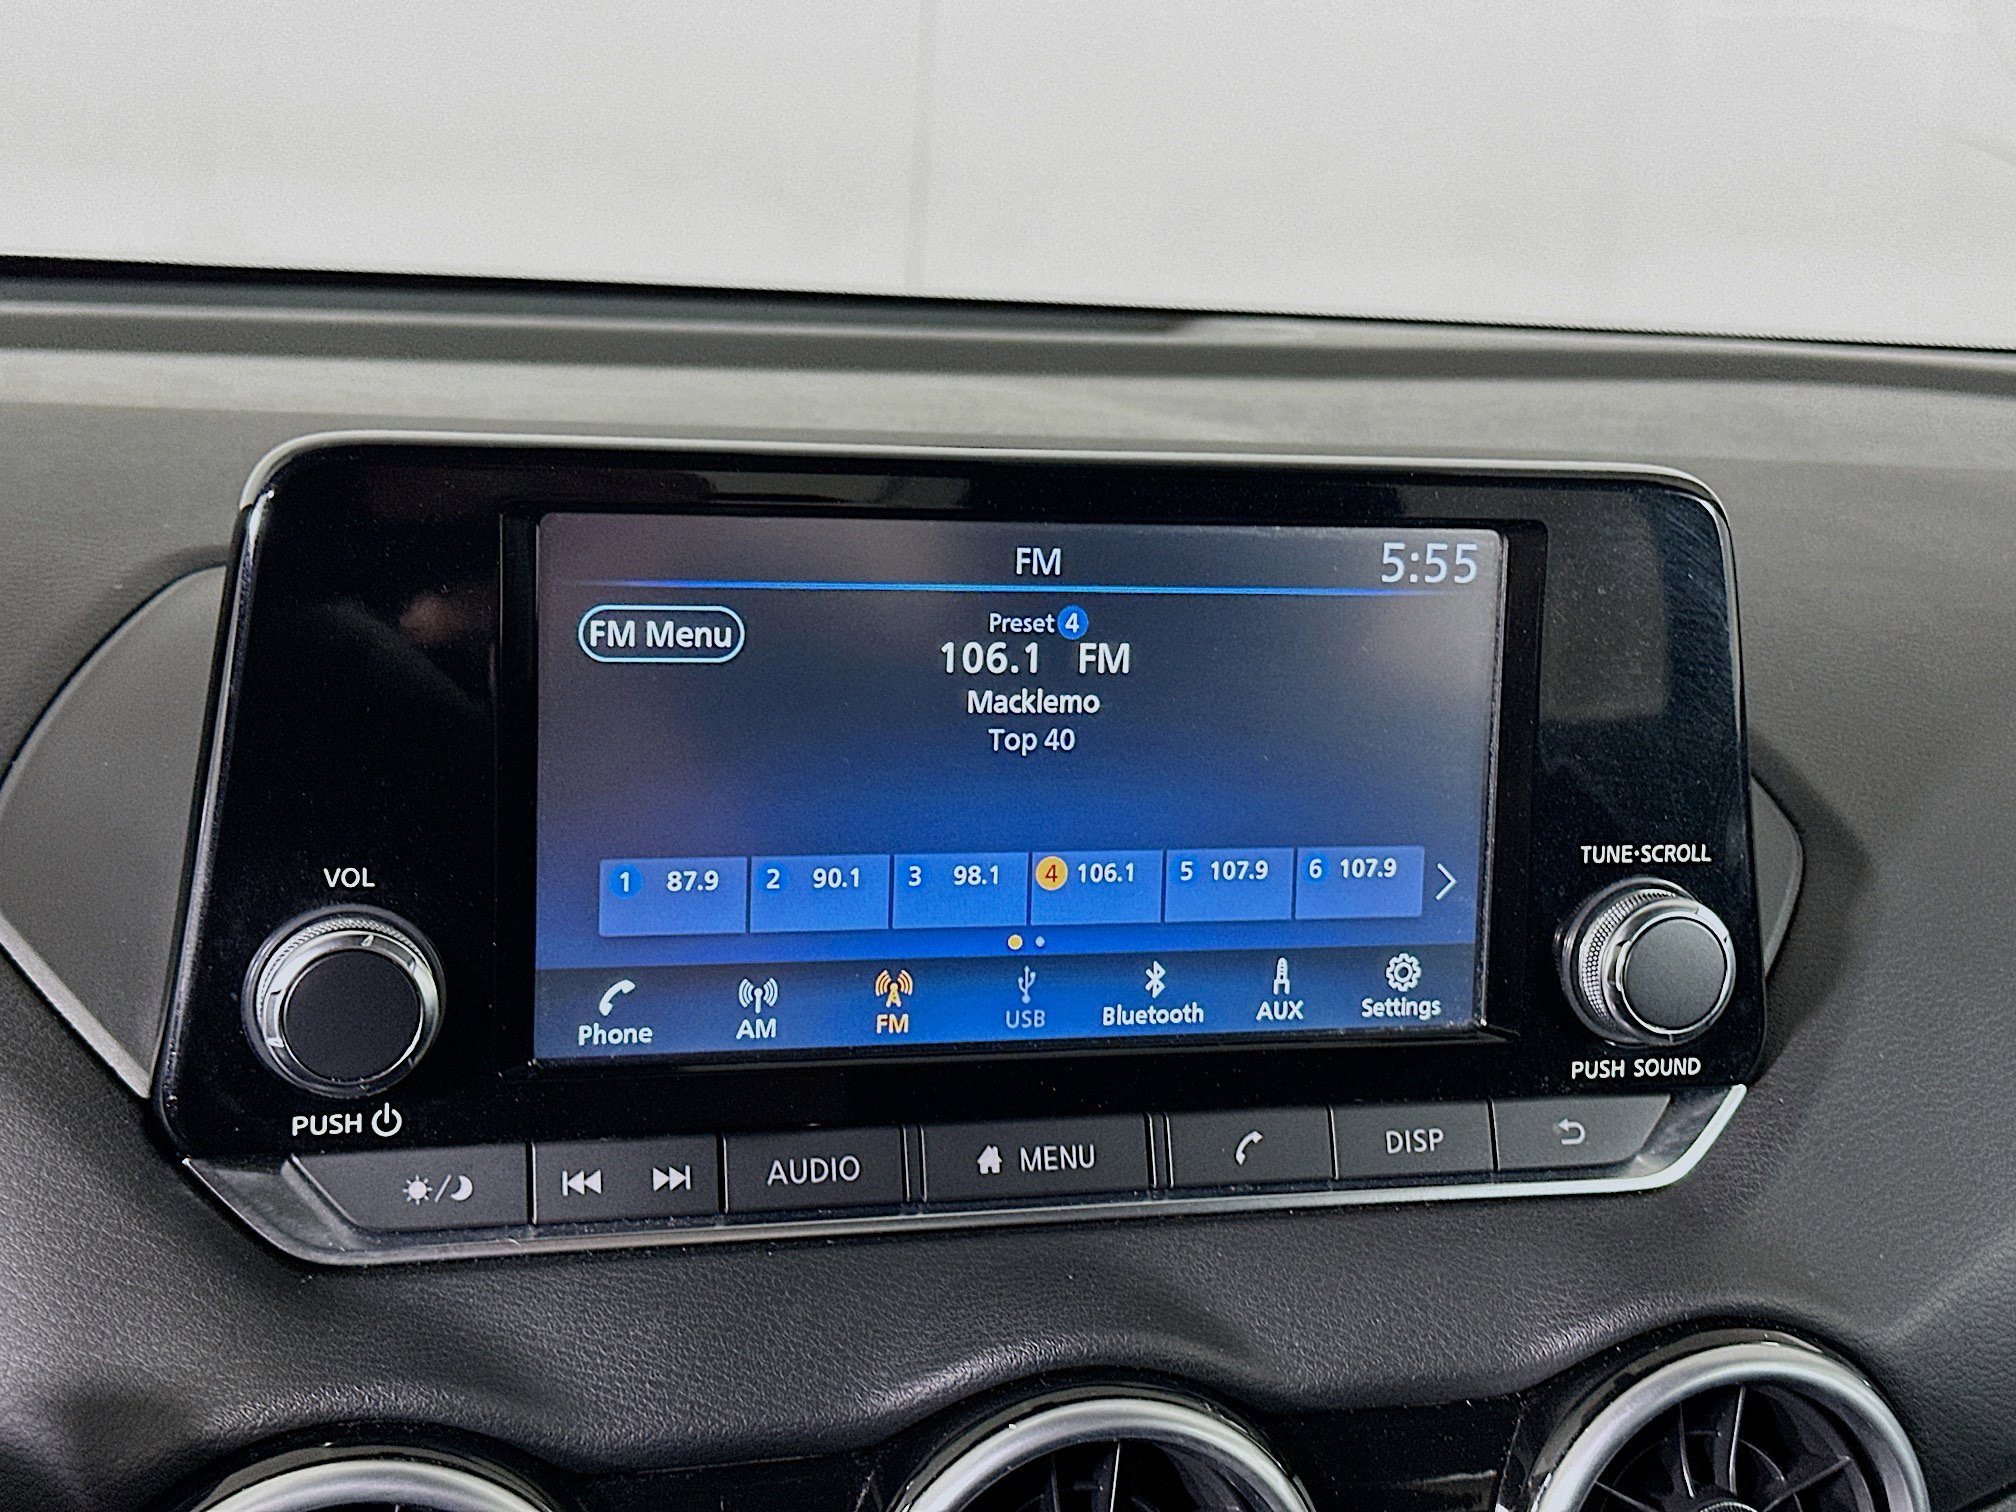 FM 5:55
FM Menu
Preset 4
106.1 FM
Macklemo
Top 40
1 87.9 2 90.1 3 98.1 4 106.1 5 107.9 6 107.9
Phone AM FM USB Bluetooth AUX Settings
VOL
PUSH
TUNE·SCROLL
PUSH SOUND
AUDIO MENU DISP